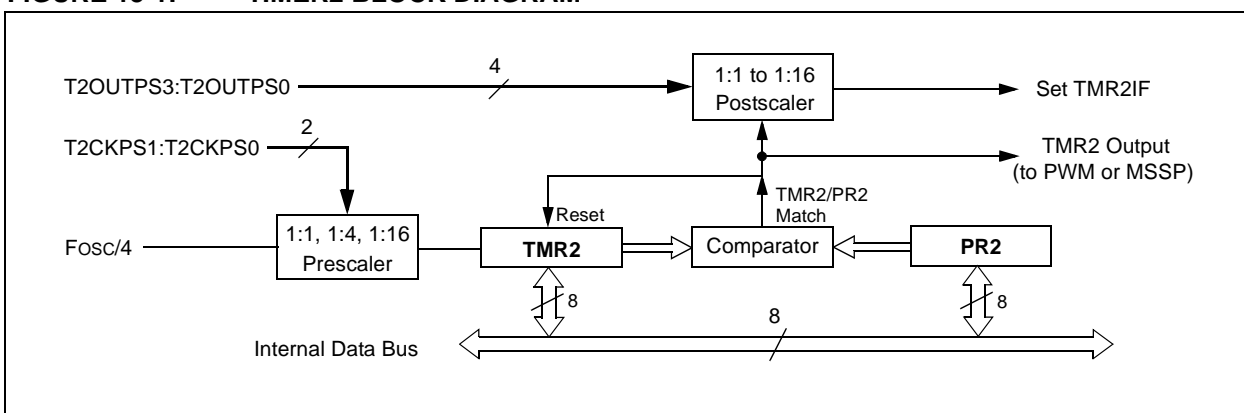 T2OUTPS3:T2OUTPS0
4
1:1 to 1:16
Postscaler
Set TMR2IF
T2CKPS1:T2CKPS0
2
TMR2 Output
(to PWM or MSSP)
TMR2/PR2
Match
Reset
FOSC/4
1:1, 1:4, 1:16
Prescaler
TMR2
Comparator
PR2
8
8
8
Internal Data Bus